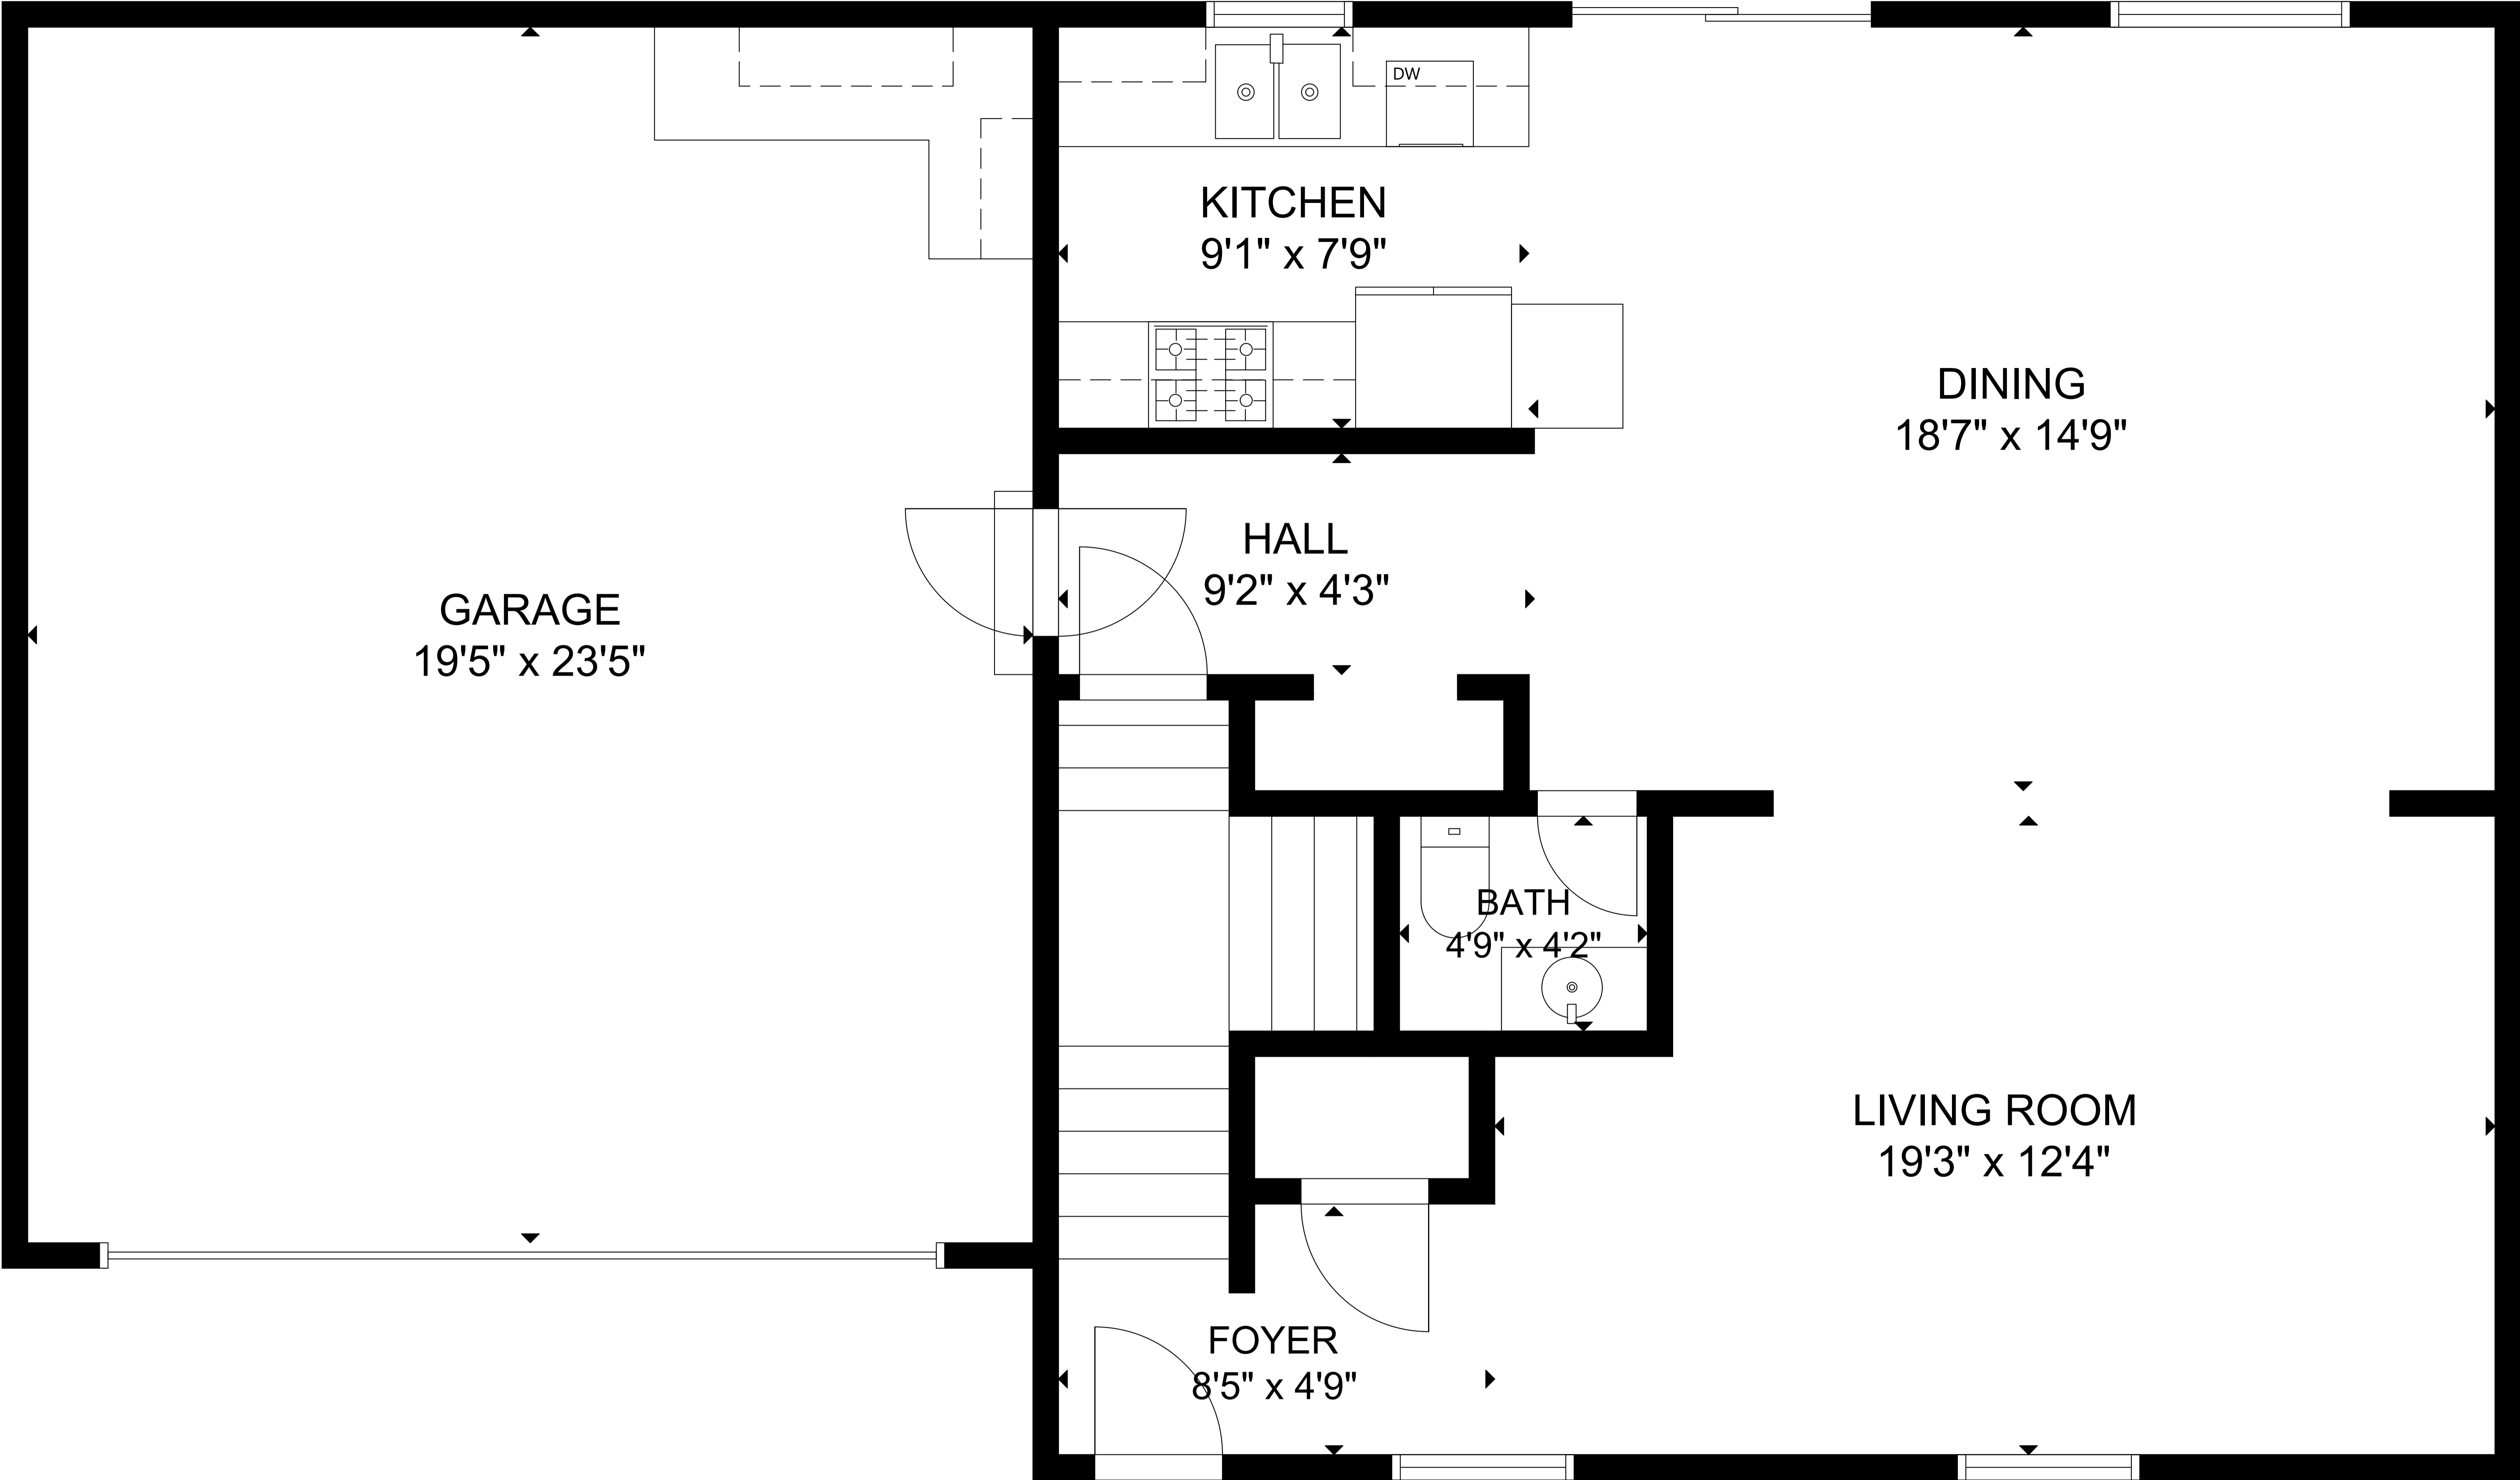 DW
KITCHEN
9'1" x 7'9"
DINING
18'7" x 14'9"
HALL
9'2" x 4'3"
GARAGE
19'5" x 23'5"
BATH
4'9" x 4'2"
LIVING ROOM
19'3" x 12'4"
FOYER
8'5" x 4'9"